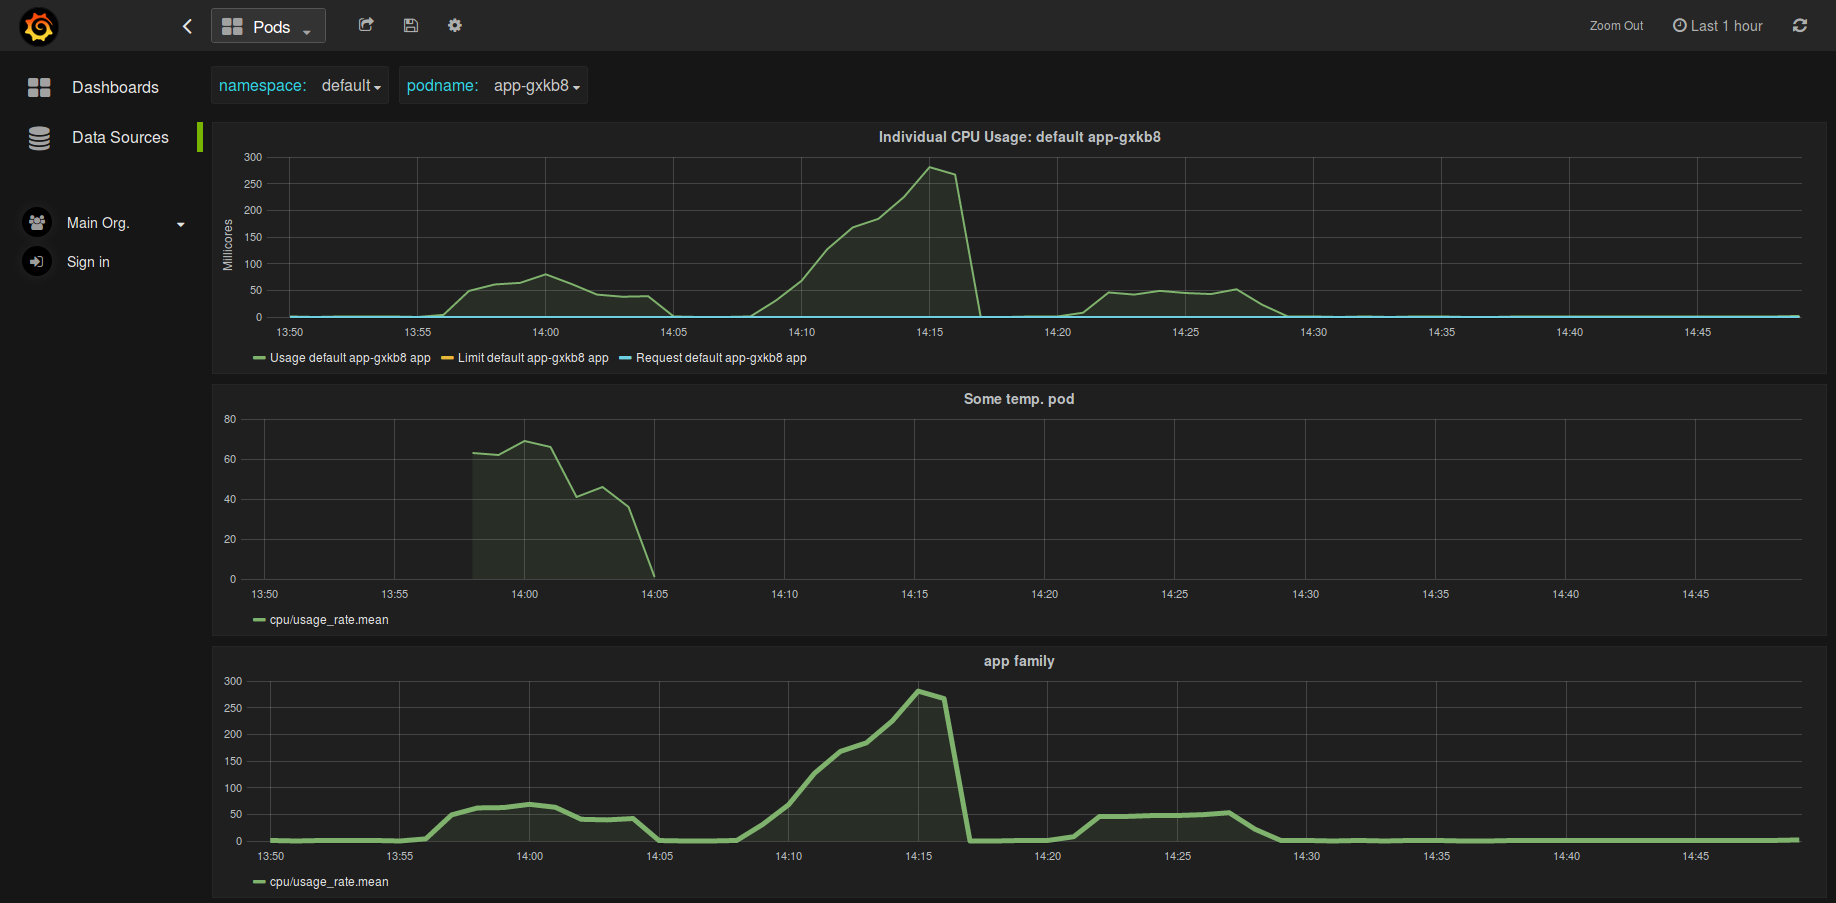 Pods
Zoom Out Last 1 hour
Dashboards
Data Sources
Main Org.
Sign in
namespace: default podname: app-gxkb8
Individual CPU Usage: default app-gxkb8
Millicores
300
250
200
150
100
50
0
13:50 13:55 14:00 14:05 14:10 14:15 14:20 14:25 14:30 14:35 14:40 14:45
Usage default app-gxkb8 app Limit default app-gxkb8 app Request default app-gxkb8 app
Some temp. pod
80
60
40
20
0
13:50 13:55 14:00 14:05 14:10 14:15 14:20 14:25 14:30 14:35 14:40 14:45
cpu/usage_rate.mean
app family
300
250
200
150
100
50
0
13:50 13:55 14:00 14:05 14:10 14:15 14:20 14:25 14:30 14:35 14:40 14:45
cpu/usage_rate.mean